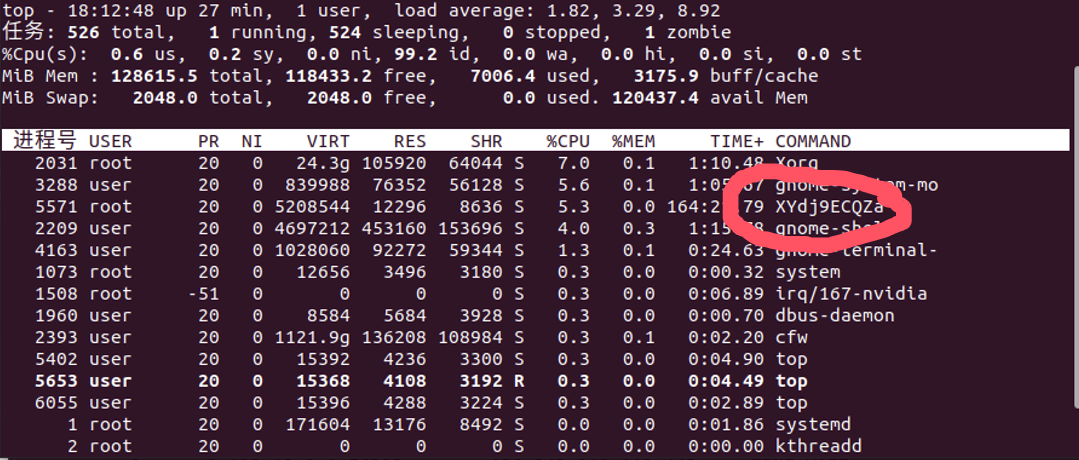 top - 18:12:48 up 27 min,  1 user,  load average: 1.82, 3.29, 8.92
任务: 526 total,   1 running, 524 sleeping,   0 stopped,   1 zombie
%Cpu(s):  0.6 us,  0.2 sy,  0.0 ni, 99.2 id,  0.0 wa,  0.0 hi,  0.0 si,  0.0 st
MiB Mem : 128615.5 total, 118433.2 free,   7006.4 used,   3175.9 buff/cache
MiB Swap:   2048.0 total,   2048.0 free,      0.0 used. 120437.4 avail Mem
进程号 USER      PR  NI    VIRT    RES    SHR    %CPU  %MEM     TIME+ COMMAND
2031 root      20   0   24.3g 105920  64044 S   7.0   0.1   1:10.48 Xorg
3288 user      20   0  839988  76352  56128 S   5.6   0.1 gnome-system-mo
5571 root      20   0 5208544  12296   8636 S   5.3   0.0 XYdj9ECQZa
2209 user      20   0 4697212 453160 153696 S   4.0   0.3 gnome-shell
4163 user      20   0 1028060  92272  59344 S   1.3   0.1   0:24.63 gnome-terminal-
1073 root      20   0   12656   3496   3180 S   0.3   0.0   0:00.32 system
1508 root     -51   0       0      0      0 S   0.3   0.0   0:06.89 irq/167-nvidia
1960 user      20   0    8584   5684   3928 S   0.3   0.0   0:00.70 dbus-daemon
2393 user      20   0 1121.9g 136208 108984 S   0.3   0.1   0:02.20 cfw
5402 user      20   0   15392   4236   3300 S   0.3   0.0   0:04.90 top
5653 user      20   0   15368   4108   3192 R   0.3   0.0   0:04.49 top
6055 user      20   0   15396   4288   3224 S   0.3   0.0   0:02.89 top
1 root      20   0  171604  13176   8492 S   0.0   0.0   0:01.86 systemd
2 root      20   0       0      0      0 S   0.0   0.0   0:00.00 kthreadd